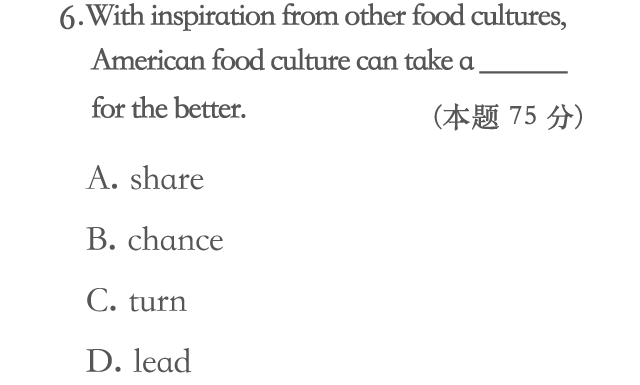 6.With inspiration from other food cultures,
American food culture can take a ______
for the better.
(本题 75 分)
A. share
B. chance
C. turn
D. lead